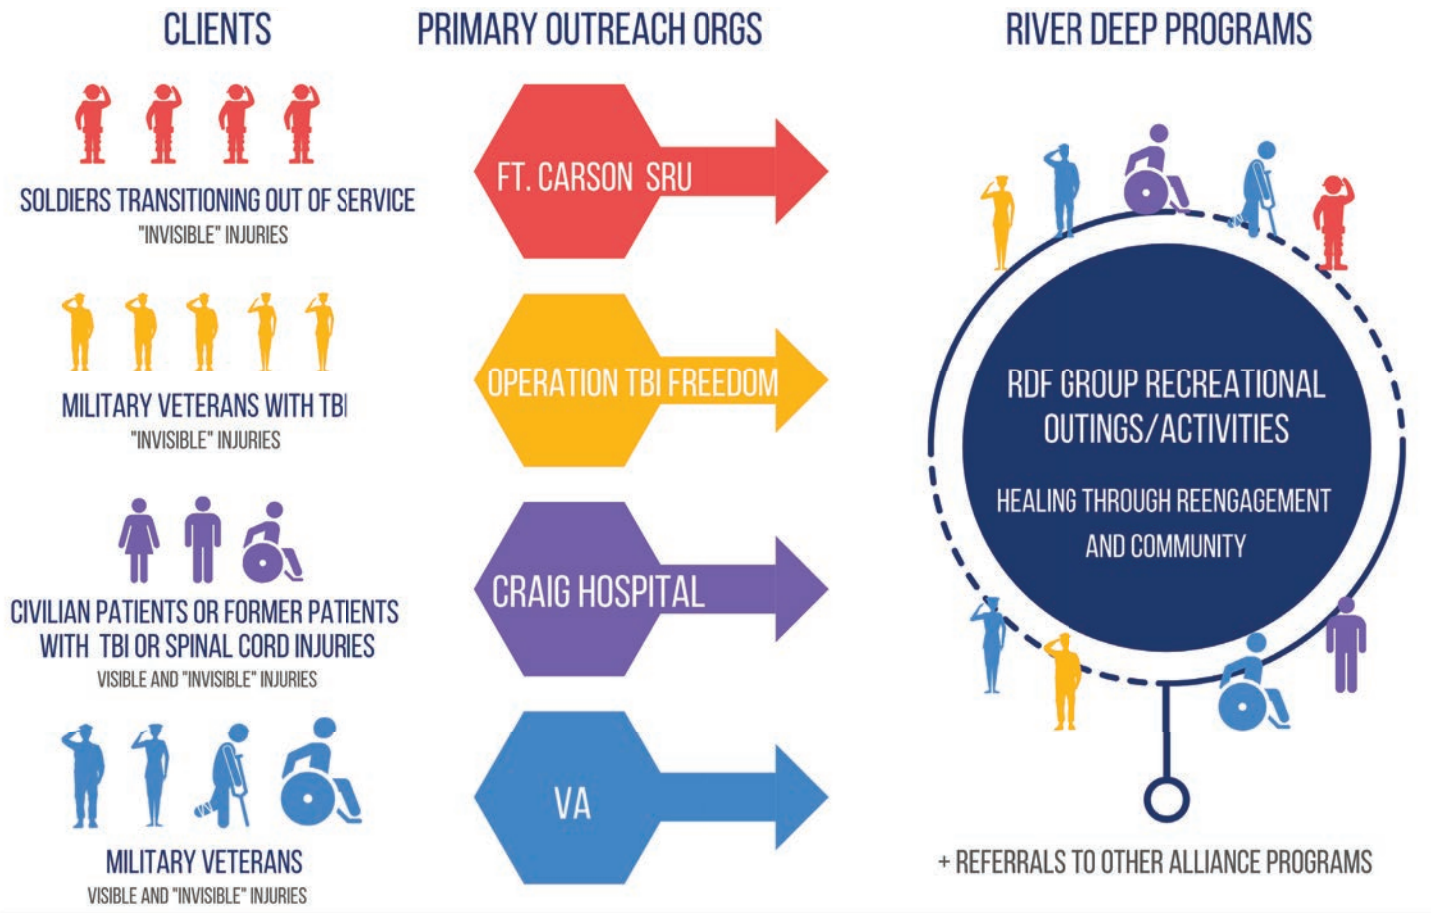 CLIENTS
PRIMARY OUTREACH ORGS
RIVER DEEP PROGRAMS
SOLDIERS TRANSITIONING OUT OF SERVICE
"INVISIBLE" INJURIES
FT. CARSON SRU
MILITARY VETERANS WITH TBI
"INVISIBLE" INJURIES
OPERATION TBI FREEDOM
CIVILIAN PATIENTS OR FORMER PATIENTS
WITH TBI OR SPINAL CORD INJURIES
VISIBLE AND "INVISIBLE" INJURIES
CRAIG HOSPITAL
MILITARY VETERANS
VISIBLE AND "INVISIBLE" INJURIES
VA
RDF GROUP RECREATIONAL
OUTINGS/ACTIVITIES
HEALING THROUGH REENGAGEMENT
AND COMMUNITY
+ REFERRALS TO OTHER ALLIANCE PROGRAMS